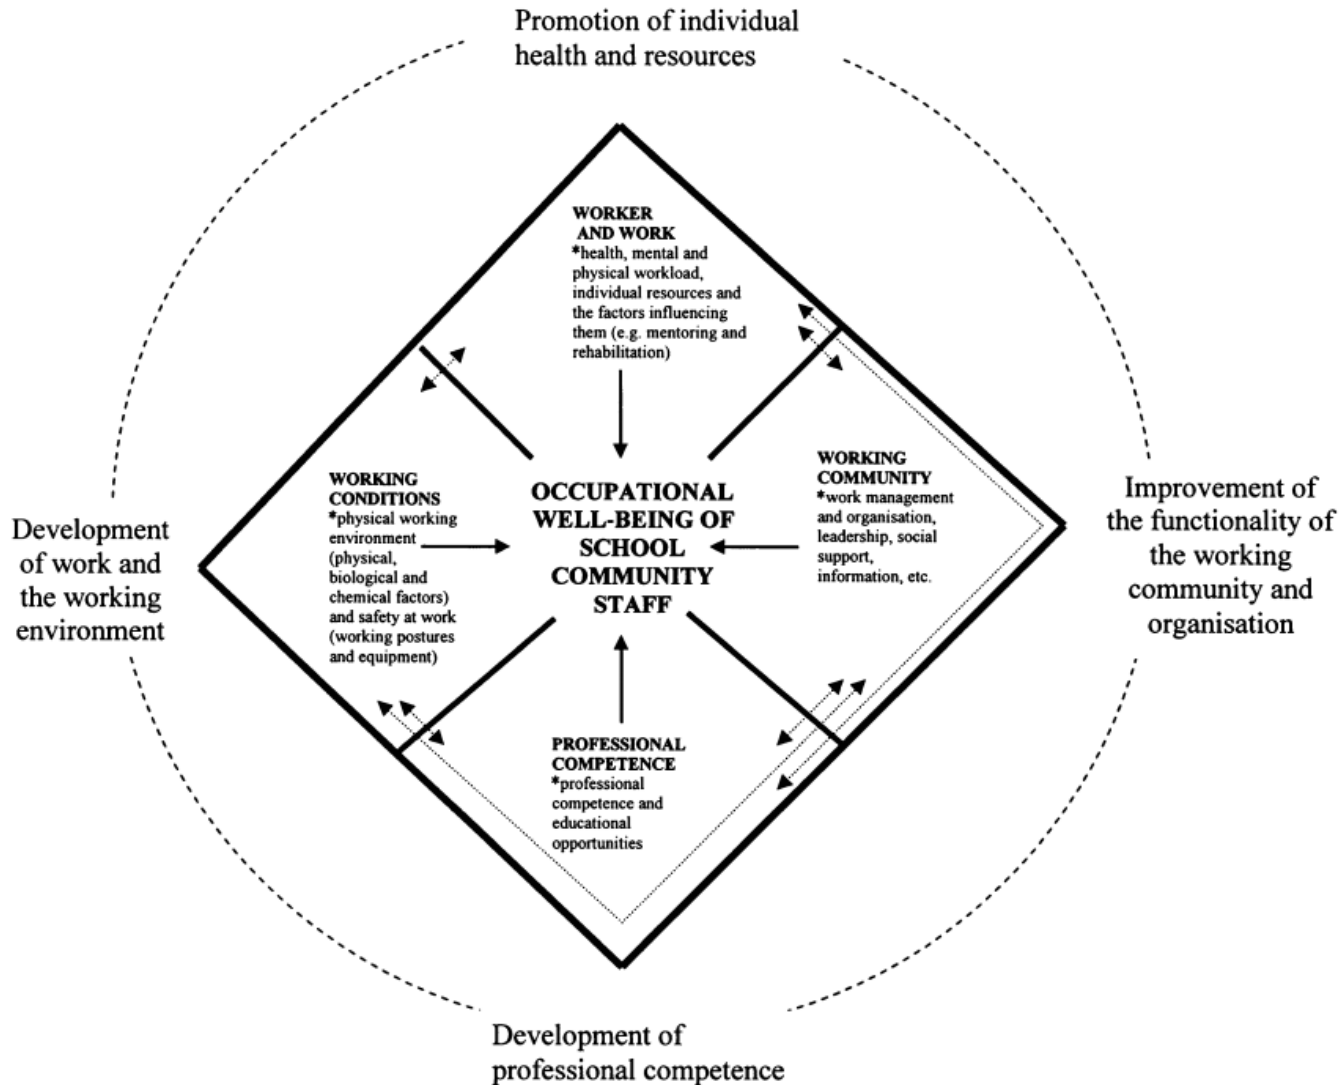 Promotion of individual
health and resources
WORKER
AND WORK
*health, mental and
physical workload,
individual resources and
the factors influencing
them (e.g. mentoring and
rehabilitation)
Development
of work and
the working
environment
WORKING
CONDITIONS
*physical working
environment
(physical,
biological and
chemical factors)
and safety at work
(working postures
and equipment)
OCCUPATIONAL
WELL-BEING OF
SCHOOL
COMMUNITY
STAFF
WORKING
COMMUNITY
*work management
and organisation,
leadership, social
support,
information, etc.
Improvement of
the functionality of
the working
community and
organisation
PROFESSIONAL
COMPETENCE
*professional
competence and
educational
opportunities
Development of
professional competence